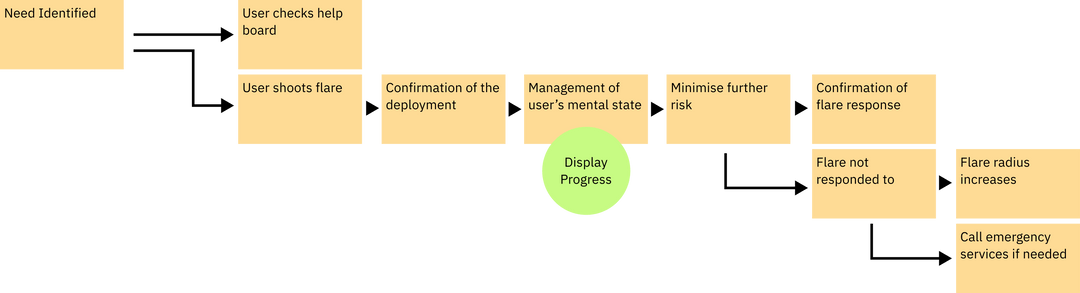 Need Identified
User checks help
board
User shoots flare
Confirmation of the
deployment
Management of
user’s mental state
Display
Progress
Minimise further
risk
Confirmation of
flare response
Flare not
responded to
Flare radius
increases
Call emergency
services if needed